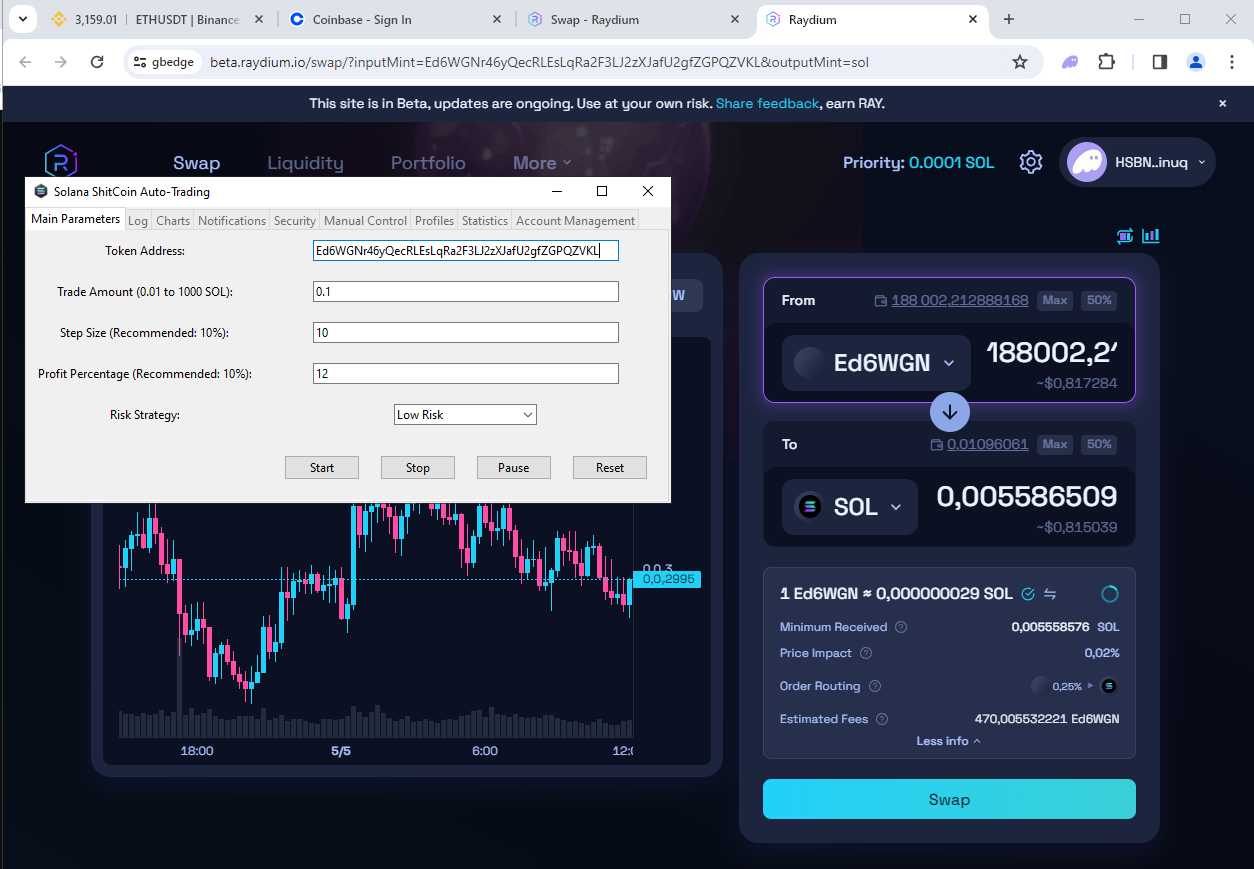 3,159.01 | ETHUSDT | Binance
Coinbase - Sign In
Swap - Raydium
Raydium
gbedge
beta.raydium.io/swap/?inputMint=Ed6WGNr46yQecRLEsLqRa2F3LJ2zXJafU2gfZGPQZVKL&outputMint=sol
This site is in Beta, updates are ongoing. Use at your own risk. Share feedback, earn RAY.
Swap Liquidity Portfolio More
Priority: 0.0001 SOL
HSBN..inuq
Solana ShitCoin Auto-Trading
Main Parameters Log Charts Notifications Security Manual Control Profiles Statistics Account Management
Token Address: Ed6WGNr46yQecRLEsLqRa2F3LJ2zXJafU2gfZGPQZVKL
Trade Amount (0.01 to 1000 SOL): 0.1
Step Size (Recommended: 10%): 10
Profit Percentage (Recommended: 10%): 12
Risk Strategy: Low Risk
Start Stop Pause Reset
W
0,0,3
0,0,2995
18:00 5/5 6:00 12:0
From 188 002,212888168 Max 50%
Ed6WGN 188002,2
~$0,817284
To 0,01096061 Max 50%
SOL 0,005586509
~$0,815039
1 Ed6WGN ≈ 0,000000029 SOL
Minimum Received 0,005558576 SOL
Price Impact 0,02%
Order Routing 0,25%
Estimated Fees 470,005532221 Ed6WGN
Less info
Swap